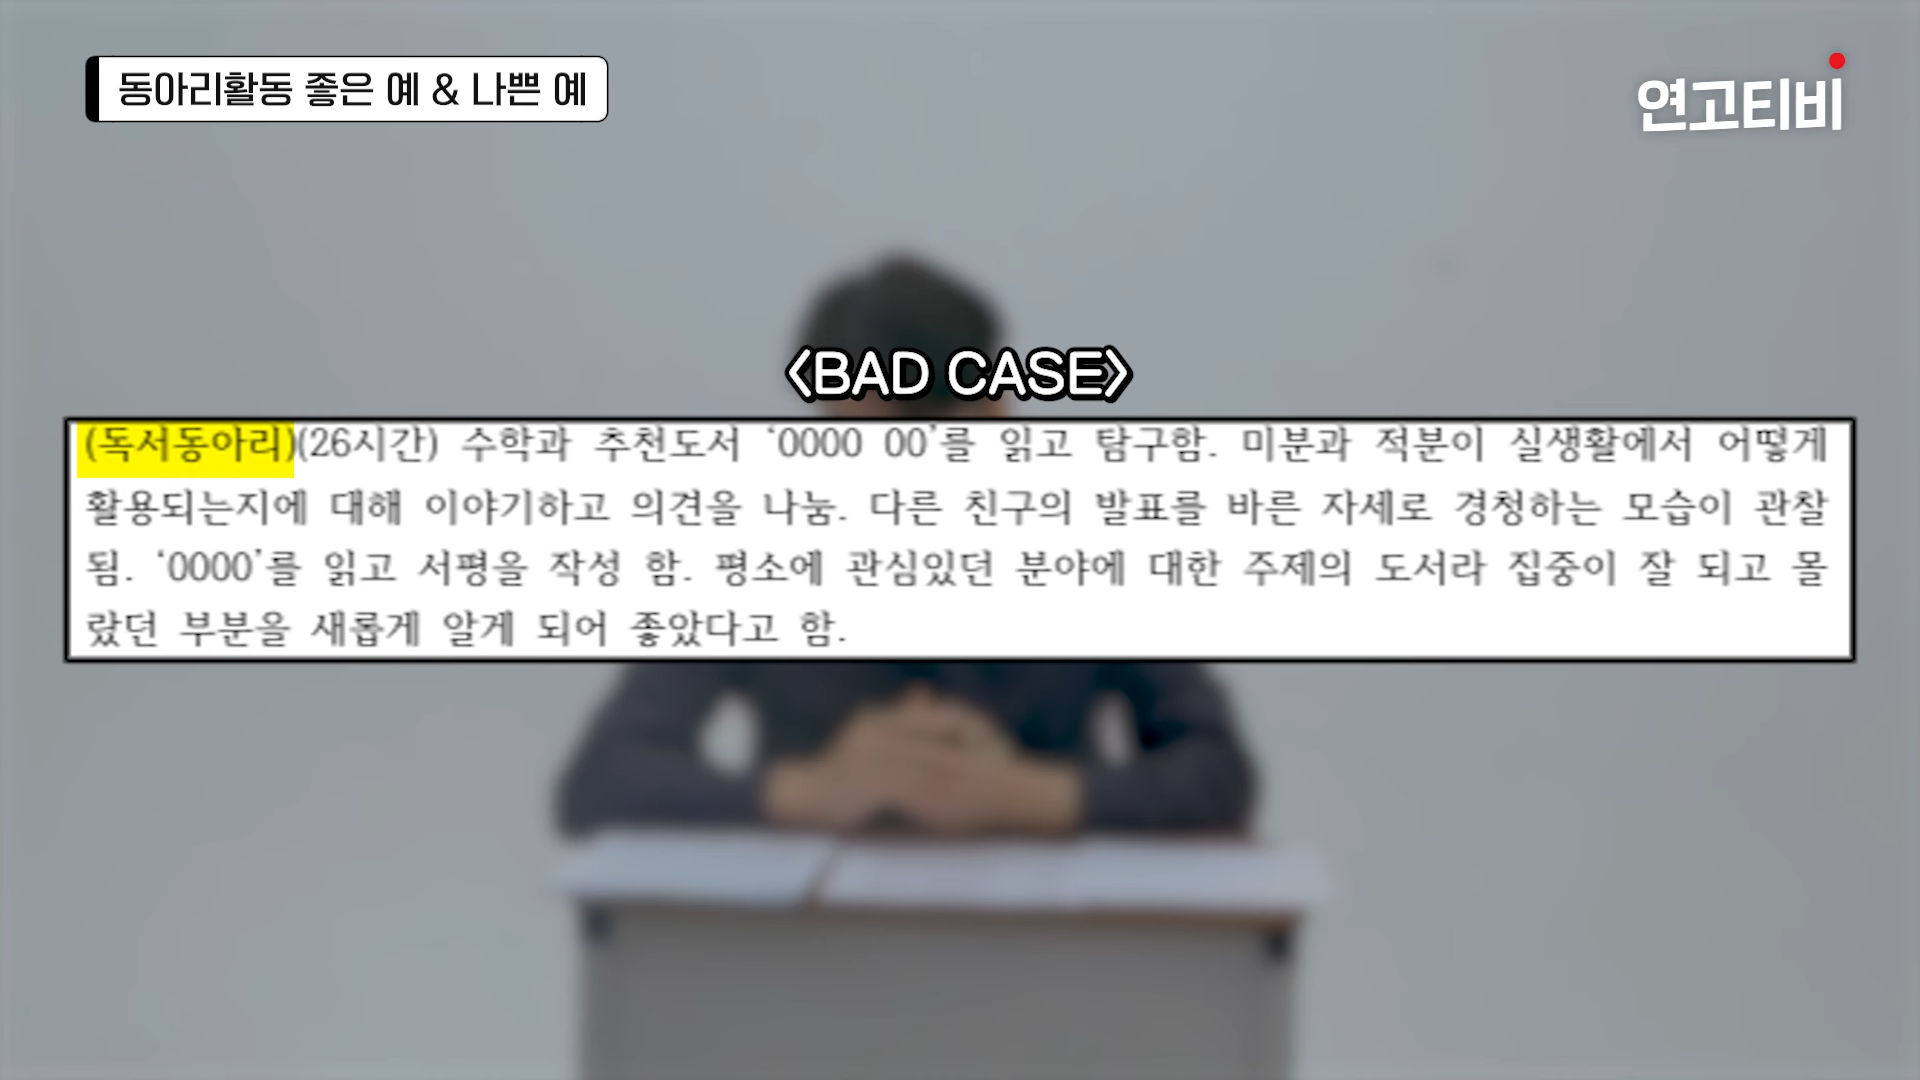 동아리활동 좋은 예 & 나쁜 예
연고티비
<BAD CASE>
(독서동아리)(26시간) 수학과 추천도서 ‘0000 00’를 읽고 탐구함. 미분과 적분이 실생활에서 어떻게
활용되는지에 대해 이야기하고 의견을 나눔. 다른 친구의 발표를 바른 자세로 경청하는 모습이 관찰
됨. ‘0000’를 읽고 서평을 작성 함. 평소에 관심있던 분야에 대한 주제의 도서라 집중이 잘 되고 몰
랐던 부분을 새롭게 알게 되어 좋았다고 함.